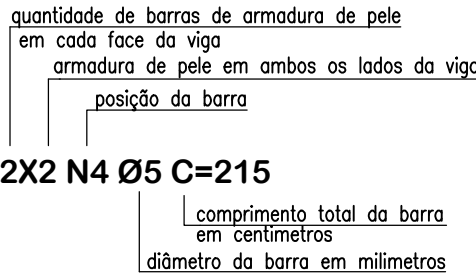 quantidade de barras de armadura de pele
em cada face da viga
armadura de pele em ambos os lados da viga
posição da barra
2X2 N4 Ø5 C=215
comprimento total da barra
em centimetros
diâmetro da barra em milimetros